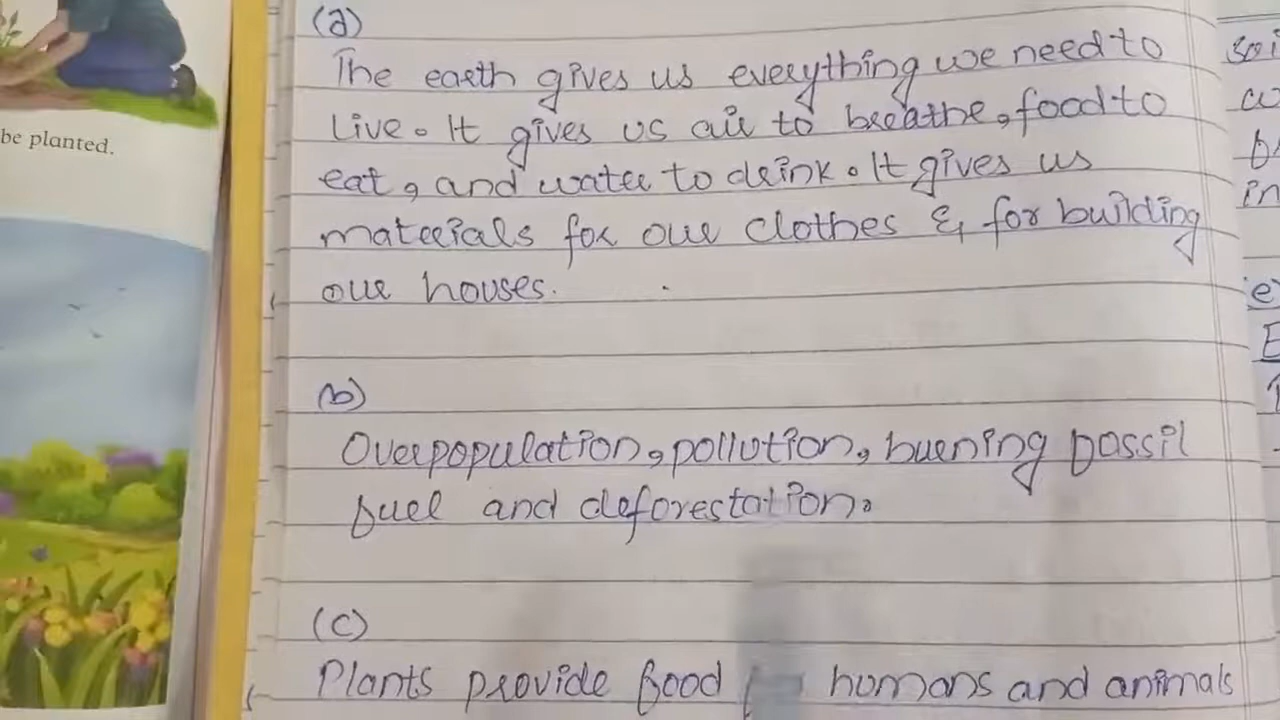 be planted.
(a)
The earth gives us everything we need to
live. It gives us air to breathe, food to
eat, and water to drink. It gives us
materials for our clothes & for building
our houses.
(b)
Overpopulation, pollution, burning fossil
fuel and deforestation.
(c)
Plants provide food humans and animals